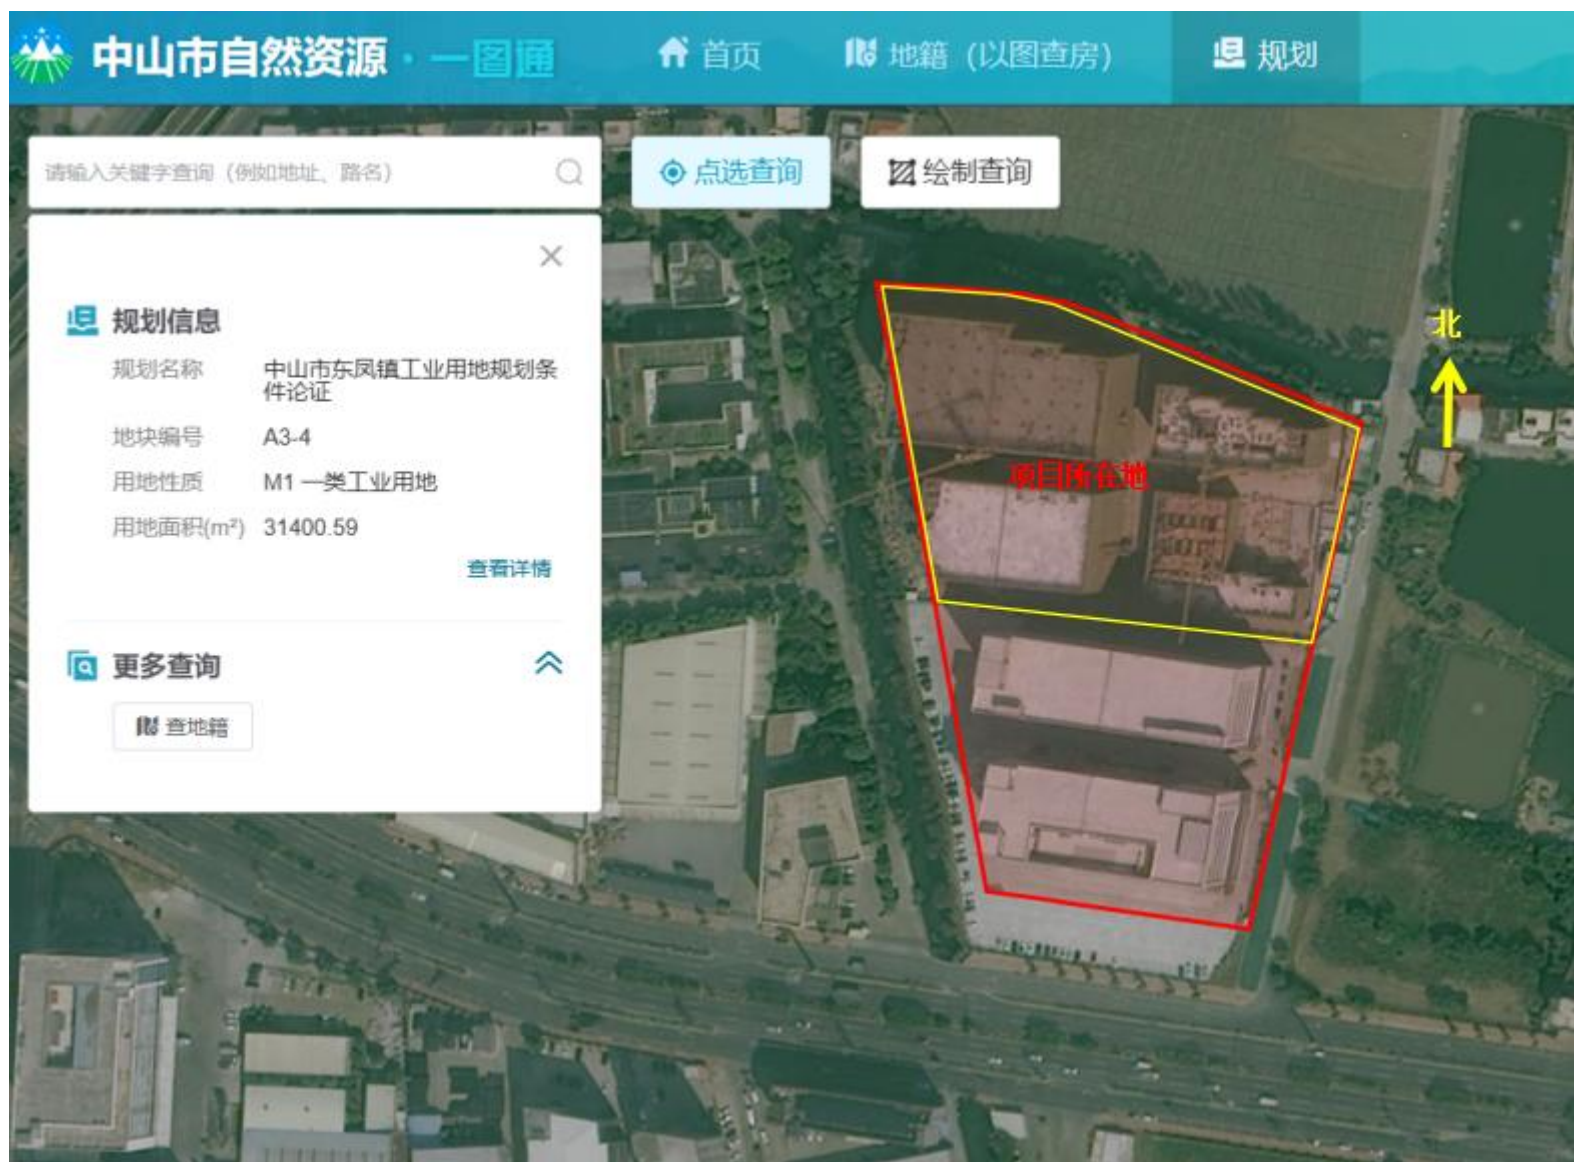 中山市自然资源·一图通
首页
地籍（以图查房）
规划
请输入关键字查询（例如地址、路名）
点选查询
绘制查询
规划信息
规划名称 中山市东凤镇工业用地规划条
件论证
地块编号 A3-4
用地性质 M1 一类工业用地
用地面积(m²) 31400.59
查看详情
更多查询
查地籍
北
项目所在地